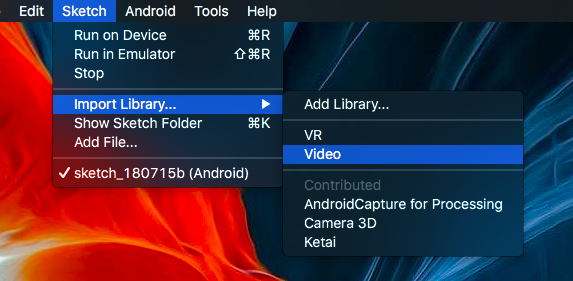 Edit Sketch Android Tools Help
Run on Device ⌘R
Run in Emulator ⇧⌘R
Stop
Import Library... ▶
Show Sketch Folder ⌘K
Add File...
✓ sketch_180715b (Android)
Add Library...
VR
Video
Contributed
AndroidCapture for Processing
Camera 3D
Ketai